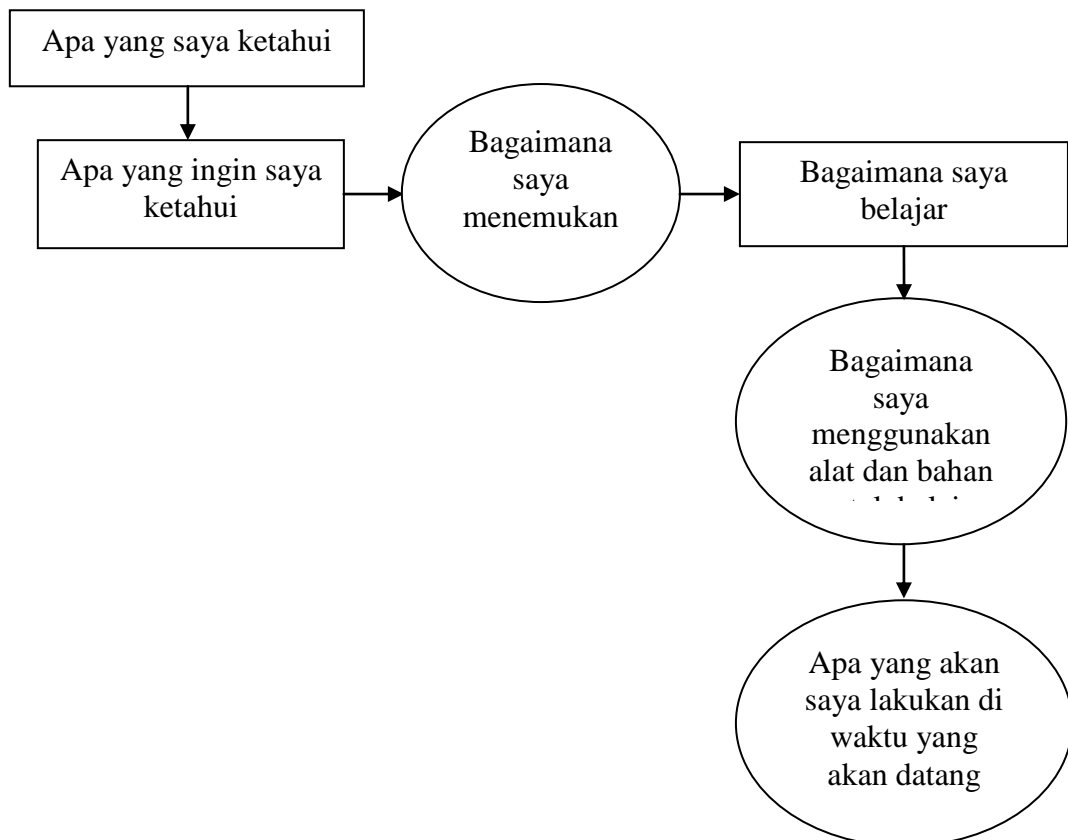 Apa yang saya ketahui
Apa yang ingin saya
ketahui
Bagaimana
saya
menemukan
Bagaimana saya
belajar
Bagaimana
saya
menggunakan
alat dan bahan
Apa yang akan
saya lakukan di
waktu yang
akan datang